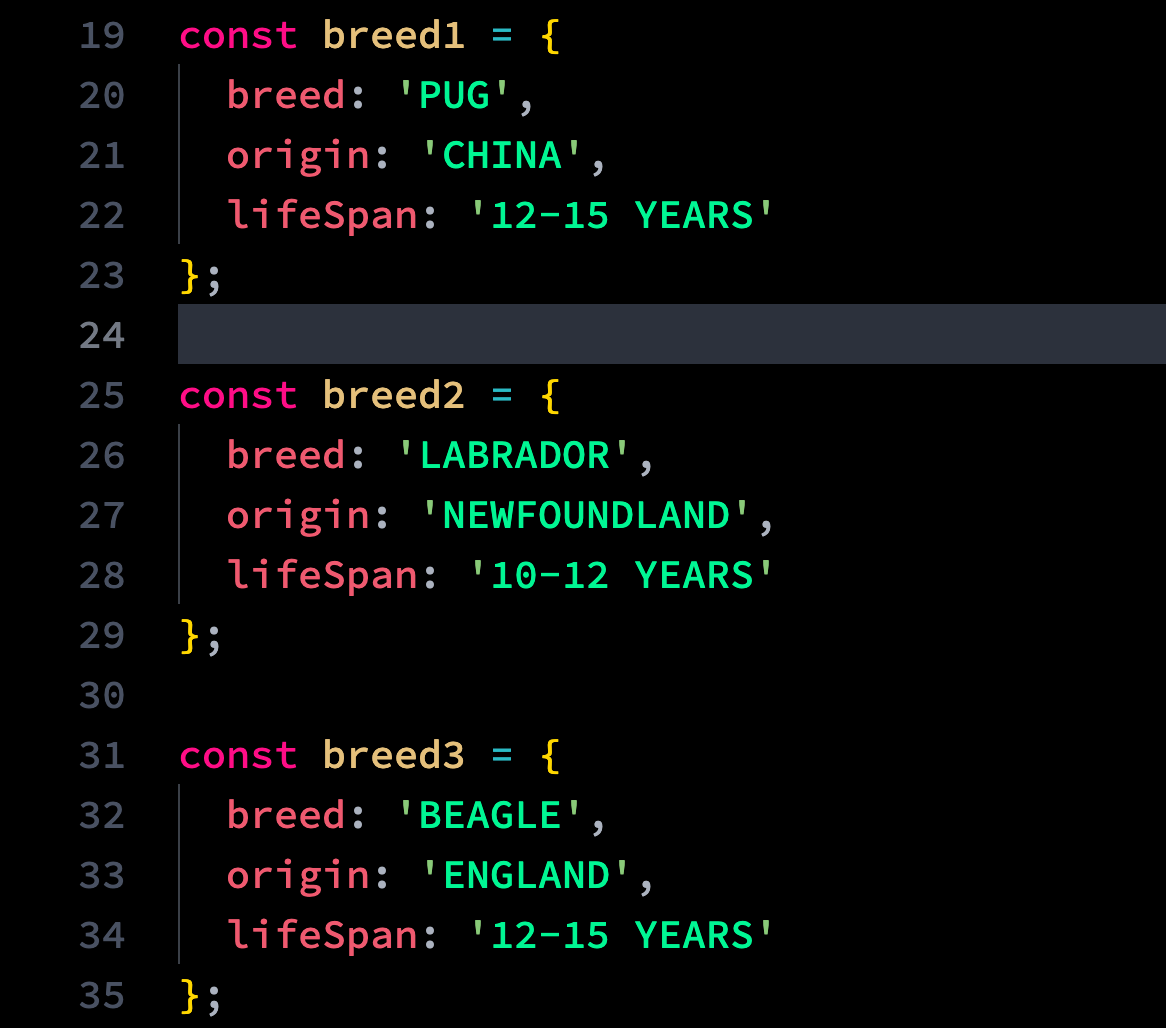 19 const breed1 = {
20   breed: 'PUG',
21   origin: 'CHINA',
22   lifeSpan: '12-15 YEARS'
23 };
24
25 const breed2 = {
26   breed: 'LABRADOR',
27   origin: 'NEWFOUNDLAND',
28   lifeSpan: '10-12 YEARS'
29 };
30
31 const breed3 = {
32   breed: 'BEAGLE',
33   origin: 'ENGLAND',
34   lifeSpan: '12-15 YEARS'
35 };